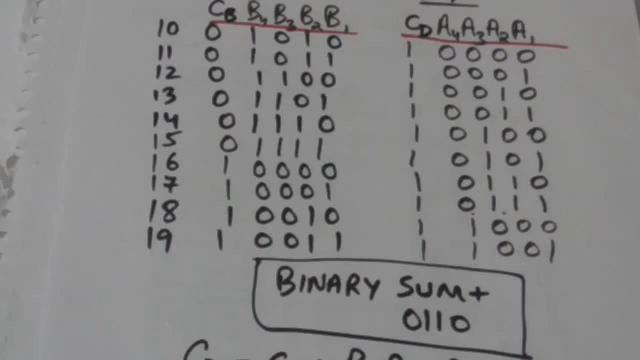 C_B B_4 B_3 B_2 B_1 C_D A_4 A_3 A_2 A_1
10 0 1 0 1 0 1 0 0 0 0
11 0 1 0 1 1 1 0 0 0 1
12 0 1 1 0 0 1 0 0 1 0
13 0 1 1 0 1 1 0 0 1 1
14 0 1 1 1 0 1 0 1 0 0
15 0 1 1 1 1 1 0 1 0 1
16 1 0 0 0 0 1 0 1 1 0
17 1 0 0 0 1 1 0 1 1 1
18 1 0 0 1 0 1 1 0 0 0
19 1 0 0 1 1 1 1 0 0 1
BINARY SUM +
0110